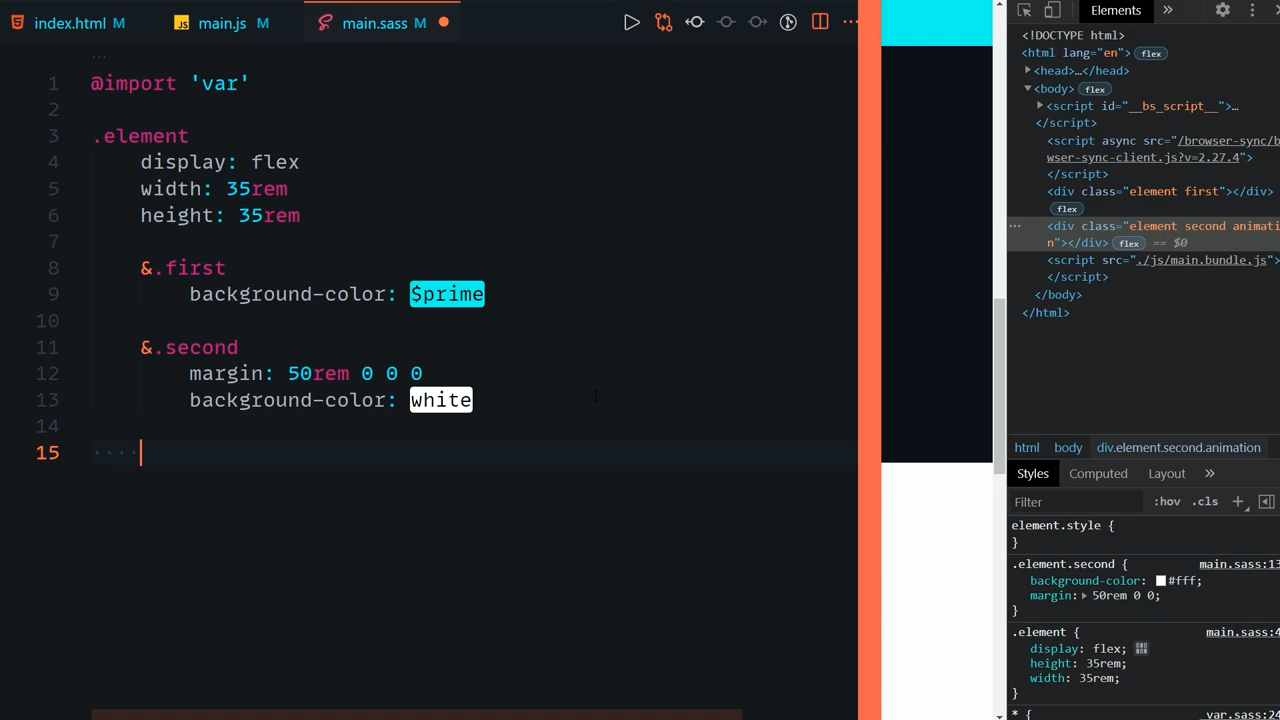 index.html M
main.js M
main.sass M
...
1 @import 'var'
2
3 .element
4 display: flex
5 width: 35rem
6 height: 35rem
7
8 &.first
9 background-color: $prime
10
11 &.second
12 margin: 50rem 0 0 0
13 background-color: white
14
15
Elements
<!DOCTYPE html>
<html lang="en"> flex
<head>…</head>
<body> flex
<script id="__bs_script__">…
</script>
<script async src="/browser-sync/b
wser-sync-client.js?v=2.27.4">
</script>
<div class="element first"></div>
flex
<div class="element second animati
n"></div> flex == $0
<script src="./js/main.bundle.js">
</script>
</body>
</html>
html body div.element.second.animation
Styles Computed Layout
Filter :hov .cls
element.style {
}
.element.second { main.sass:13
background-color: #fff;
margin: 50rem 0 0;
}
.element { main.sass:4
display: flex;
height: 35rem;
width: 35rem;
}
* { var.sass:24